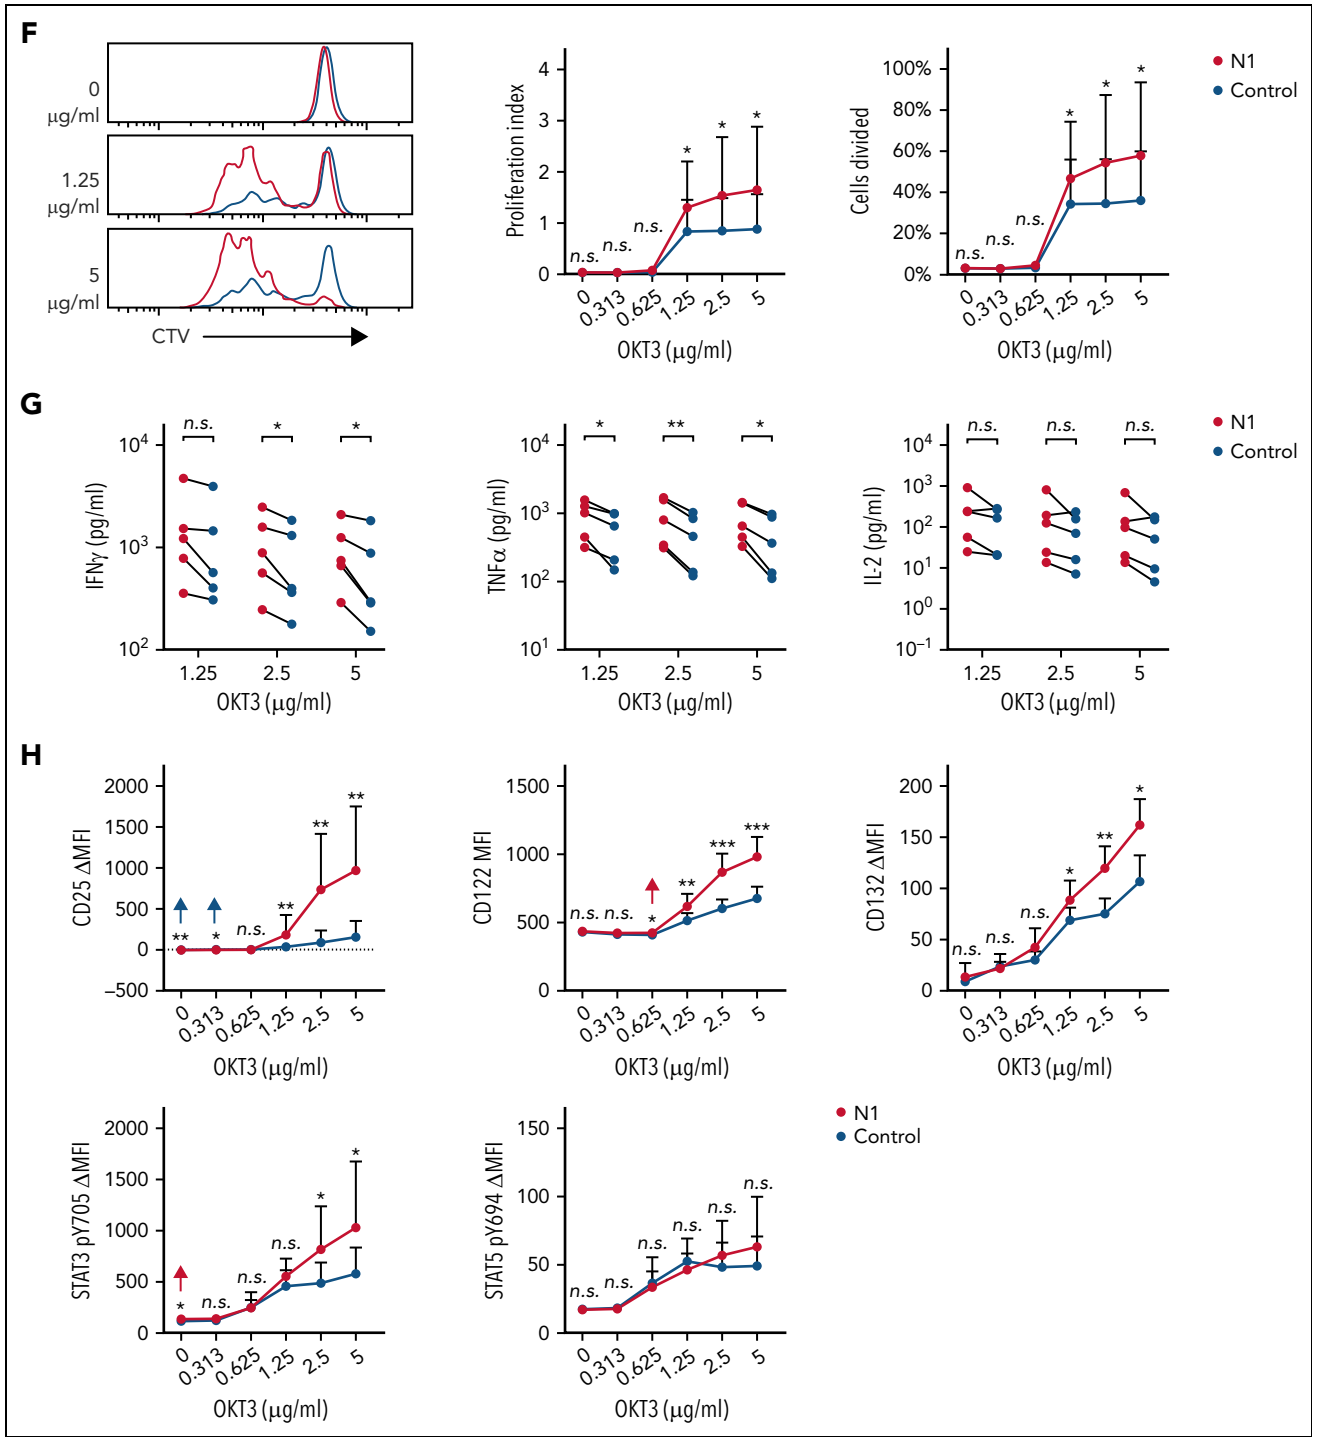 F
0
μg/ml
1.25
μg/ml
5
μg/ml
CTV
Proliferation index
4
3
2
1
0
n.s.
n.s.
n.s.
*
*
*
0
0.313
0.625
1.25
2.5
5
OKT3 (μg/ml)
Cells divided
100%
80%
60%
40%
20%
0%
n.s.
n.s.
n.s.
*
*
*
0
0.313
0.625
1.25
2.5
5
OKT3 (μg/ml)
N1
Control
G
IFNγ (pg/ml)
10⁴
10³
10²
n.s.
*
*
1.25
2.5
5
OKT3 (μg/ml)
TNFα (pg/ml)
10⁴
10³
10²
10¹
*
**
*
1.25
2.5
5
OKT3 (μg/ml)
IL-2 (pg/ml)
10⁴
10³
10²
10¹
10⁰
10⁻¹
n.s.
n.s.
n.s.
1.25
2.5
5
OKT3 (μg/ml)
N1
Control
H
CD25 ΔMFI
2000
1500
1000
500
0
–500
**
*
n.s.
**
**
**
0
0.313
0.625
1.25
2.5
5
OKT3 (μg/ml)
CD122 MFI
1500
1000
500
0
n.s.
n.s.
*
**
***
***
0
0.313
0.625
1.25
2.5
5
OKT3 (μg/ml)
CD132 ΔMFI
200
150
100
50
0
n.s.
n.s.
n.s.
*
**
*
0
0.313
0.625
1.25
2.5
5
OKT3 (μg/ml)
STAT3 pY705 ΔMFI
2000
1500
1000
500
0
*
n.s.
n.s.
n.s.
*
*
0
0.313
0.625
1.25
2.5
5
OKT3 (μg/ml)
STAT5 pY694 ΔMFI
150
100
50
0
n.s.
n.s.
n.s.
n.s.
n.s.
n.s.
0
0.313
0.625
1.25
2.5
5
OKT3 (μg/ml)
N1
Control